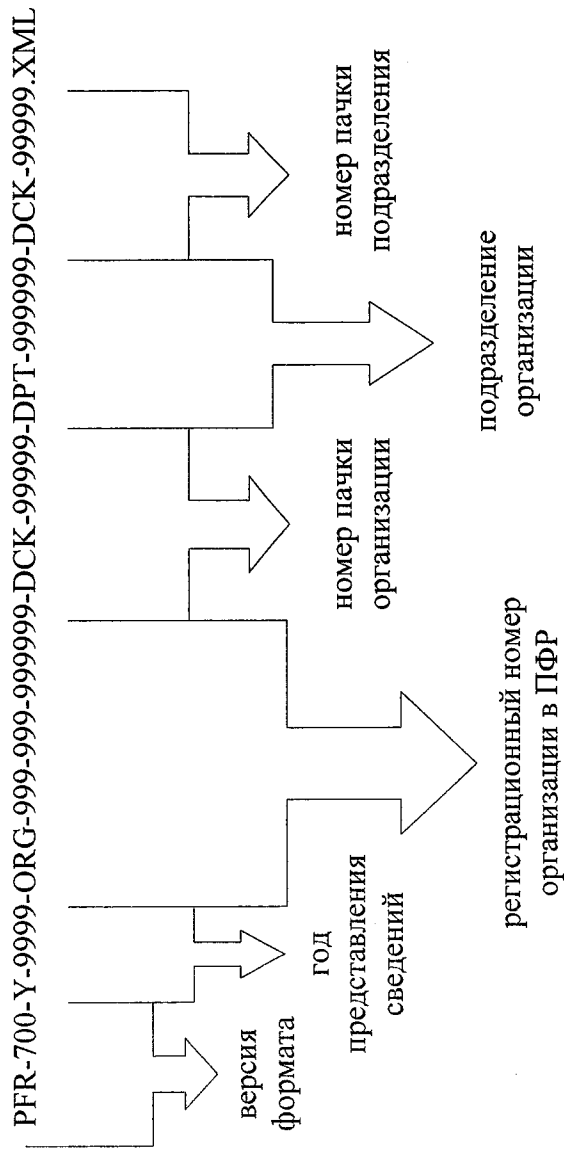 PFR-700-Y-9999-ORG-999-999-999999-DCK-99999-DPT-999999-DCK-99999.XML
версия
формата
год
представления
сведений
регистрационный номер
организации в ПФР
номер пачки
организации
подразделение
организации
номер пачки
подразделения